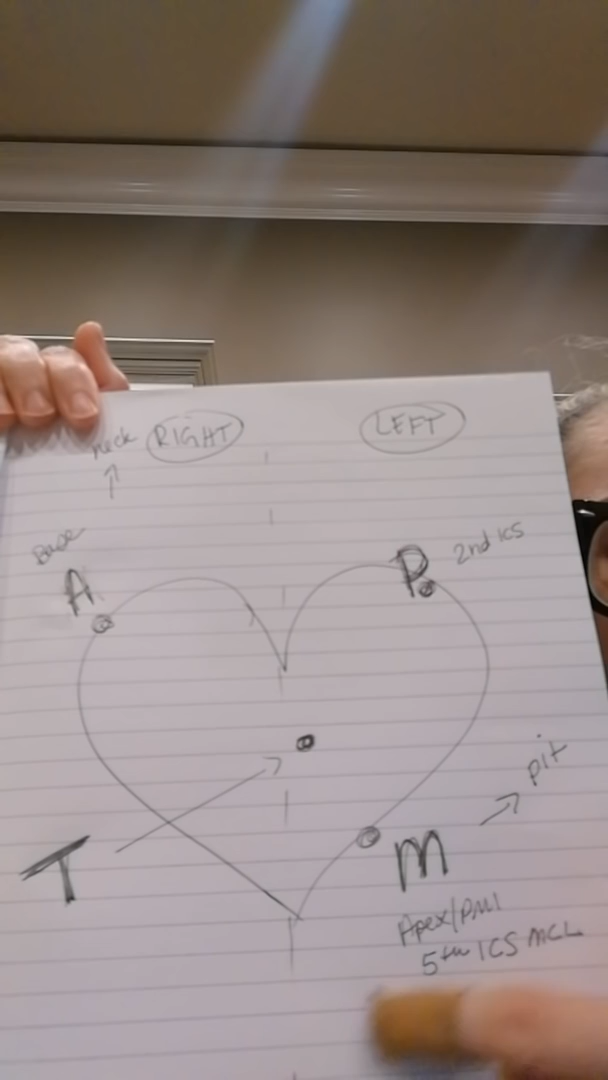 neck
RIGHT
LEFT
Base
A
P
2nd ICS
T
M
pit
Apex/PMI
5th ICS MCL